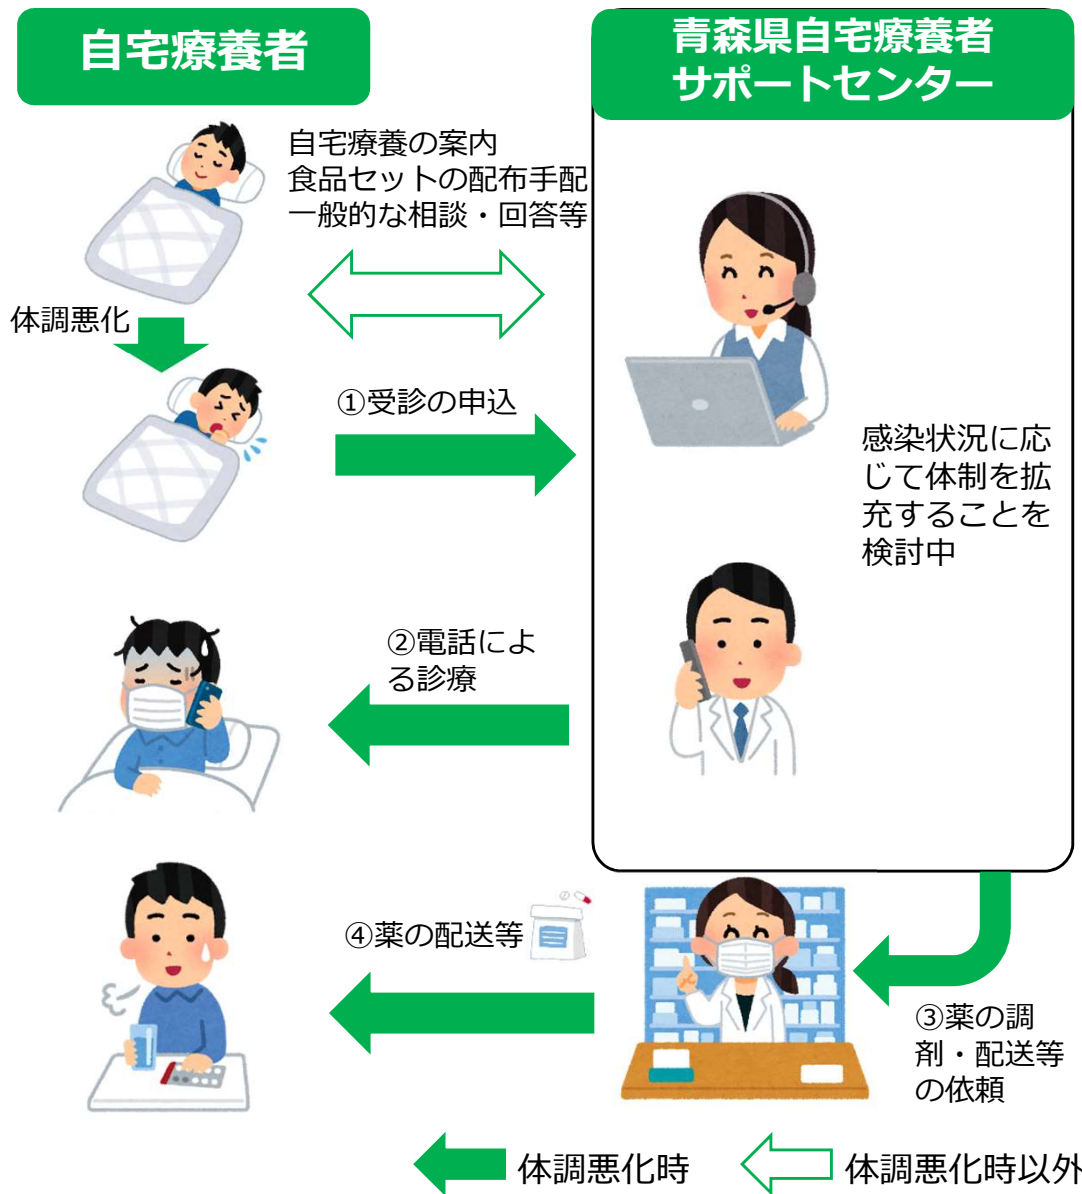 自宅療養者
青森県自宅療養者
サポートセンター
自宅療養の案内
食品セットの配布手配
一般的な相談・回答等
体調悪化
①受診の申込
感染状況に応
じて体制を拡
充することを
検討中
②電話によ
る診療
④薬の配送等
③薬の調
剤・配送等
の依頼
体調悪化時
体調悪化時以外